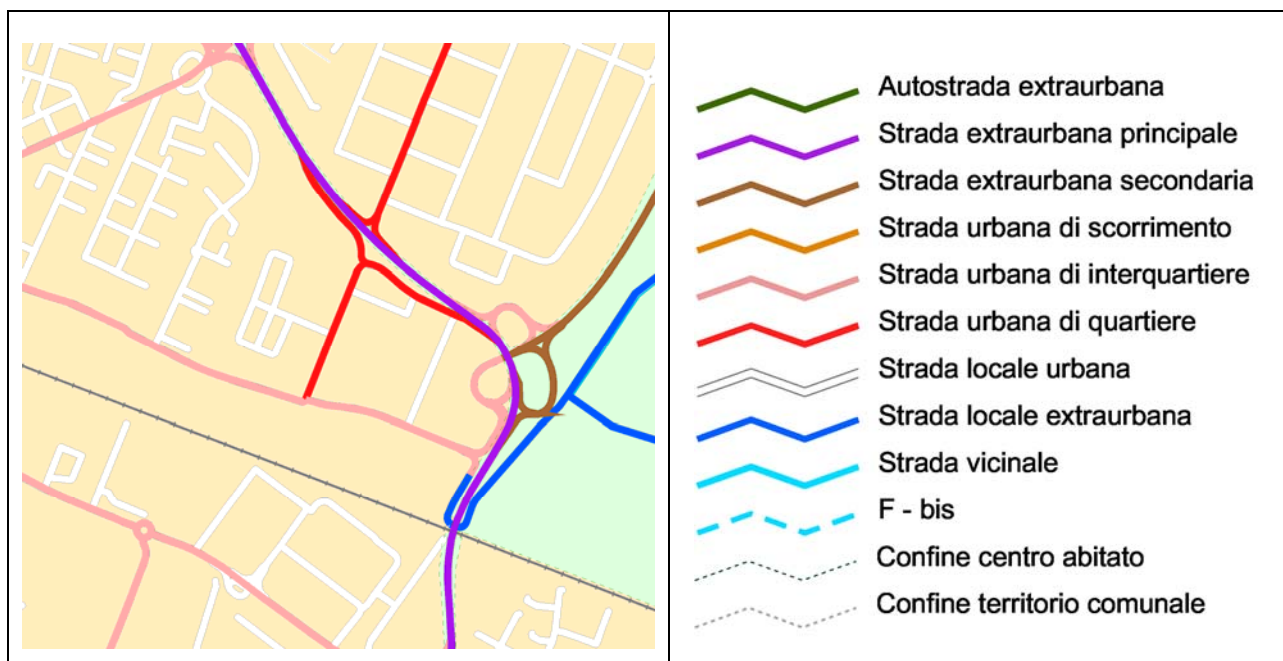 Autostrada extraurbana
Strada extraurbana principale
Strada extraurbana secondaria
Strada urbana di scorrimento
Strada urbana di interquartiere
Strada urbana di quartiere
Strada locale urbana
Strada locale extraurbana
Strada vicinale
F - bis
Confine centro abitato
Confine territorio comunale